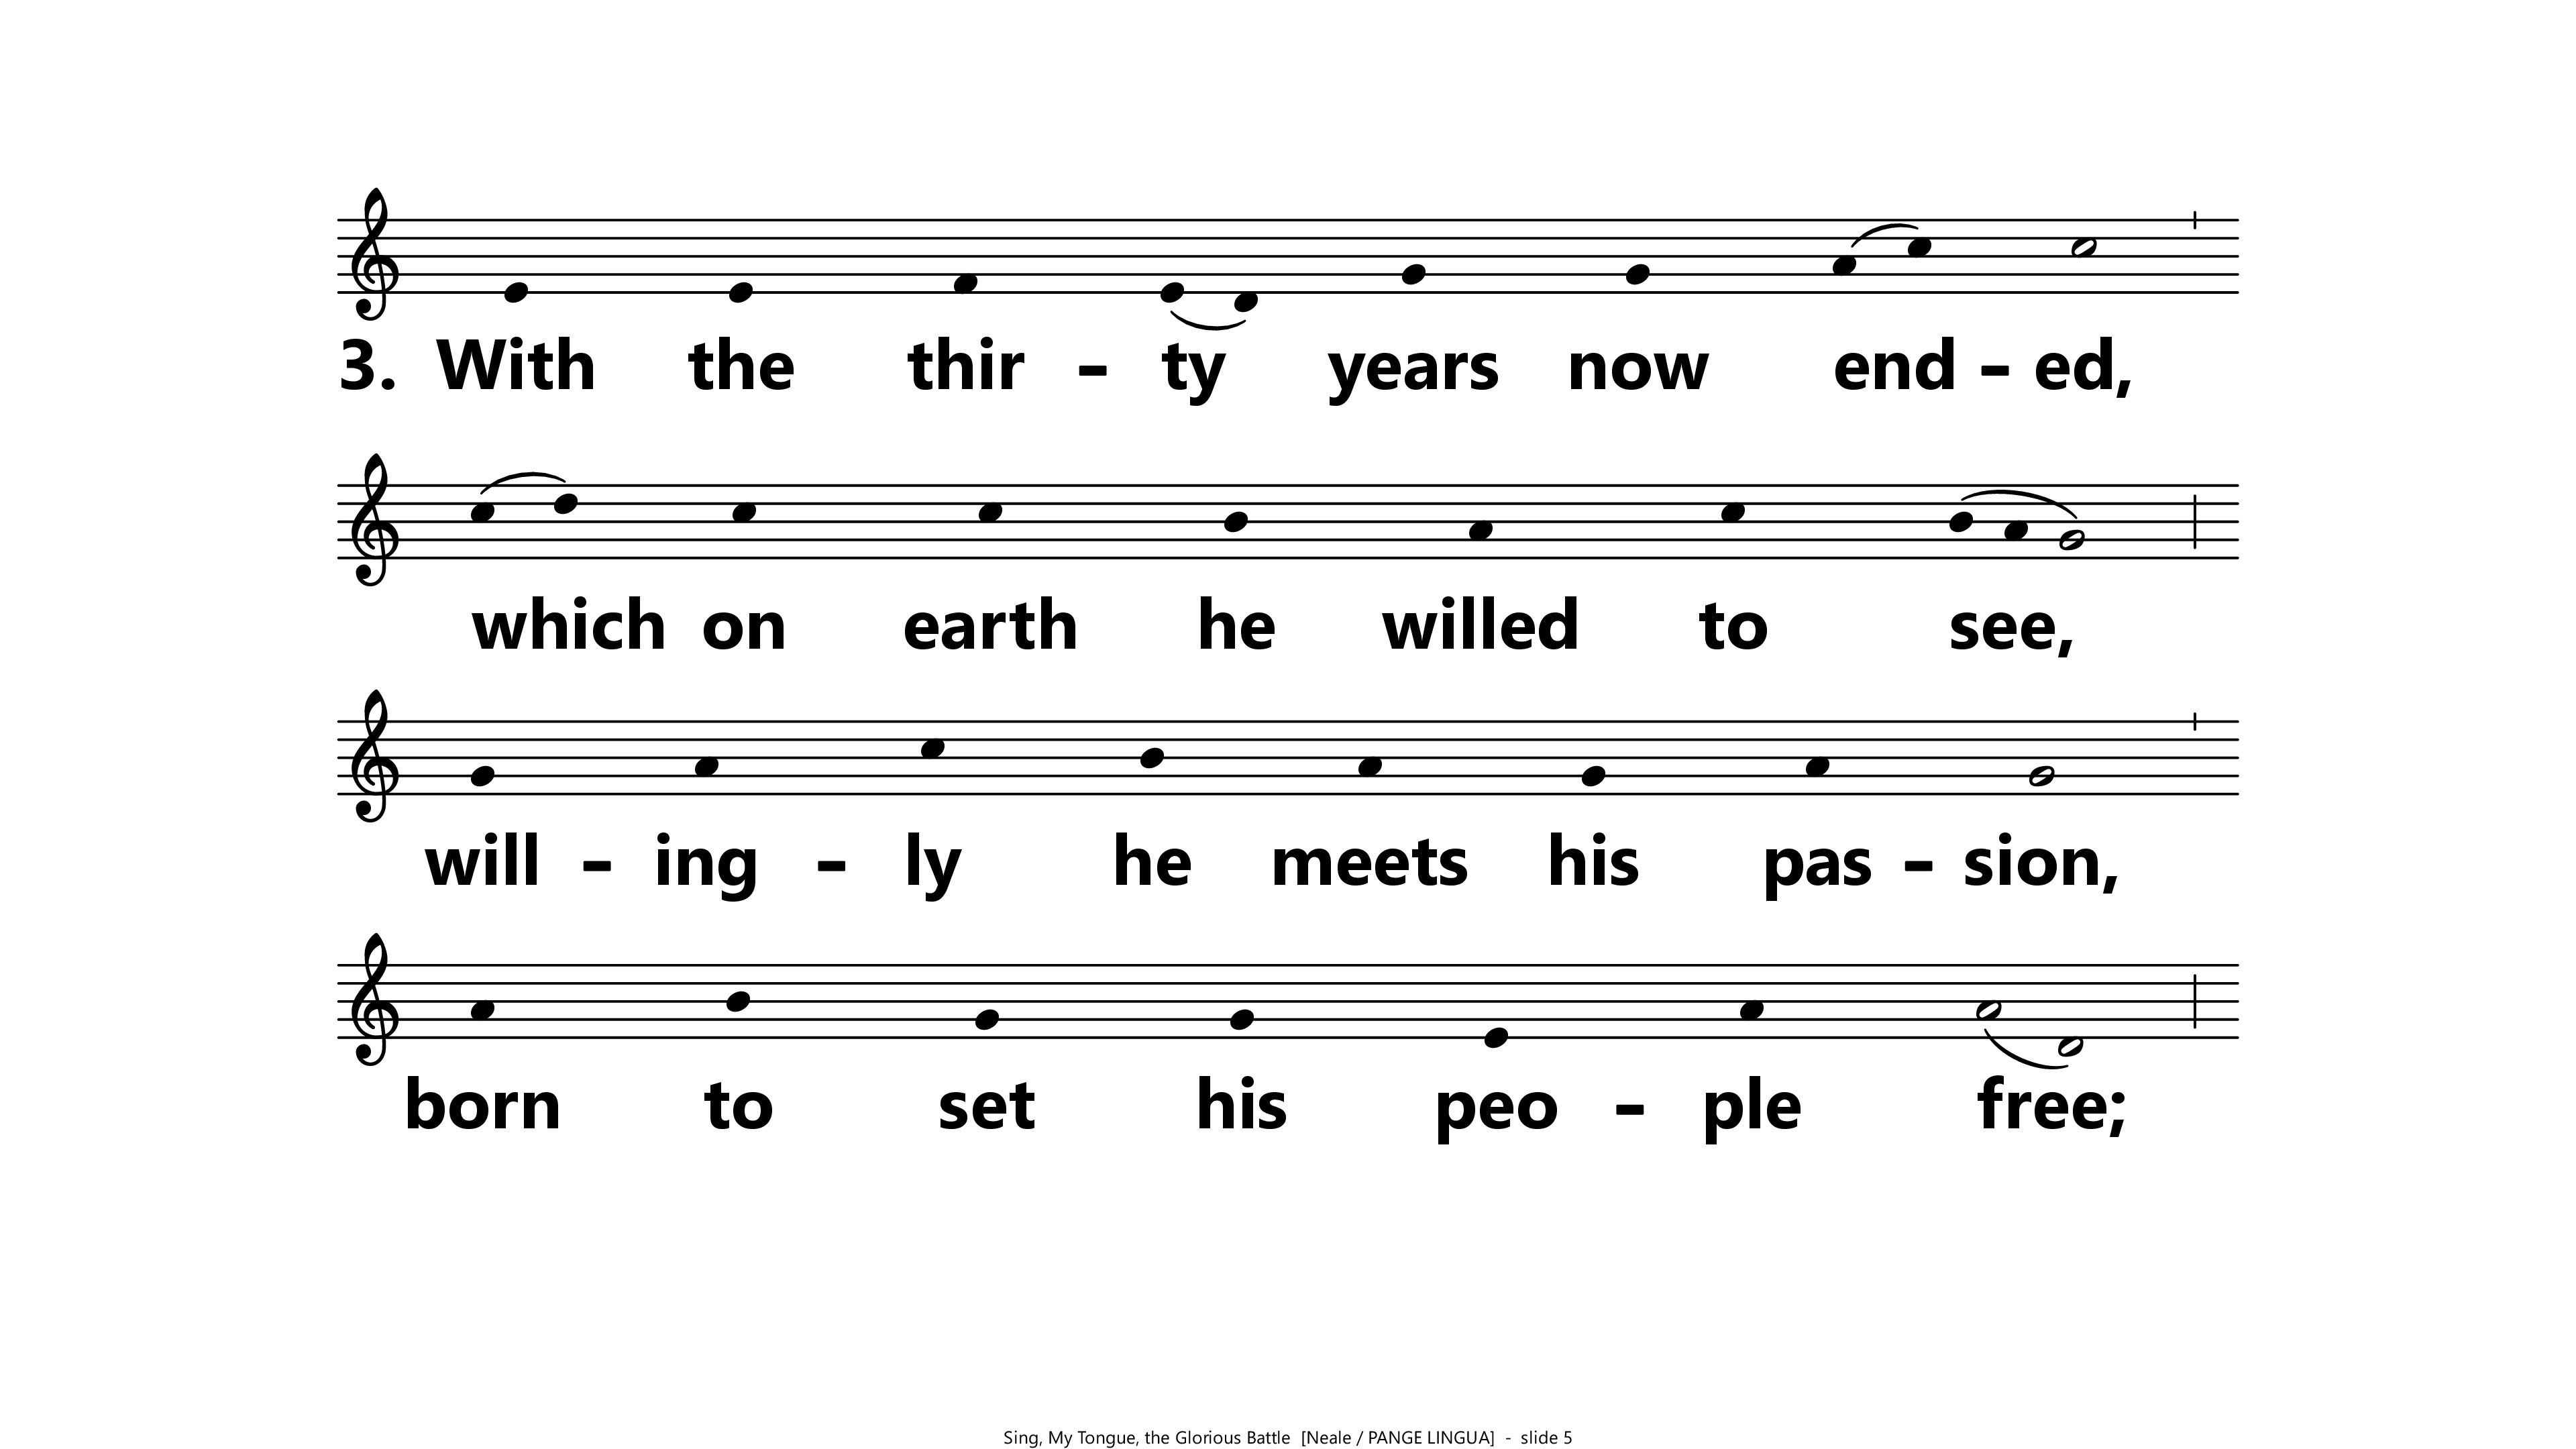 3. With the thir - ty years now end - ed,
which on earth he willed to see,
will - ing - ly he meets his pas - sion,
born to set his peo - ple free;
Sing, My Tongue, the Glorious Battle [Neale / PANGE LINGUA] - slide 5